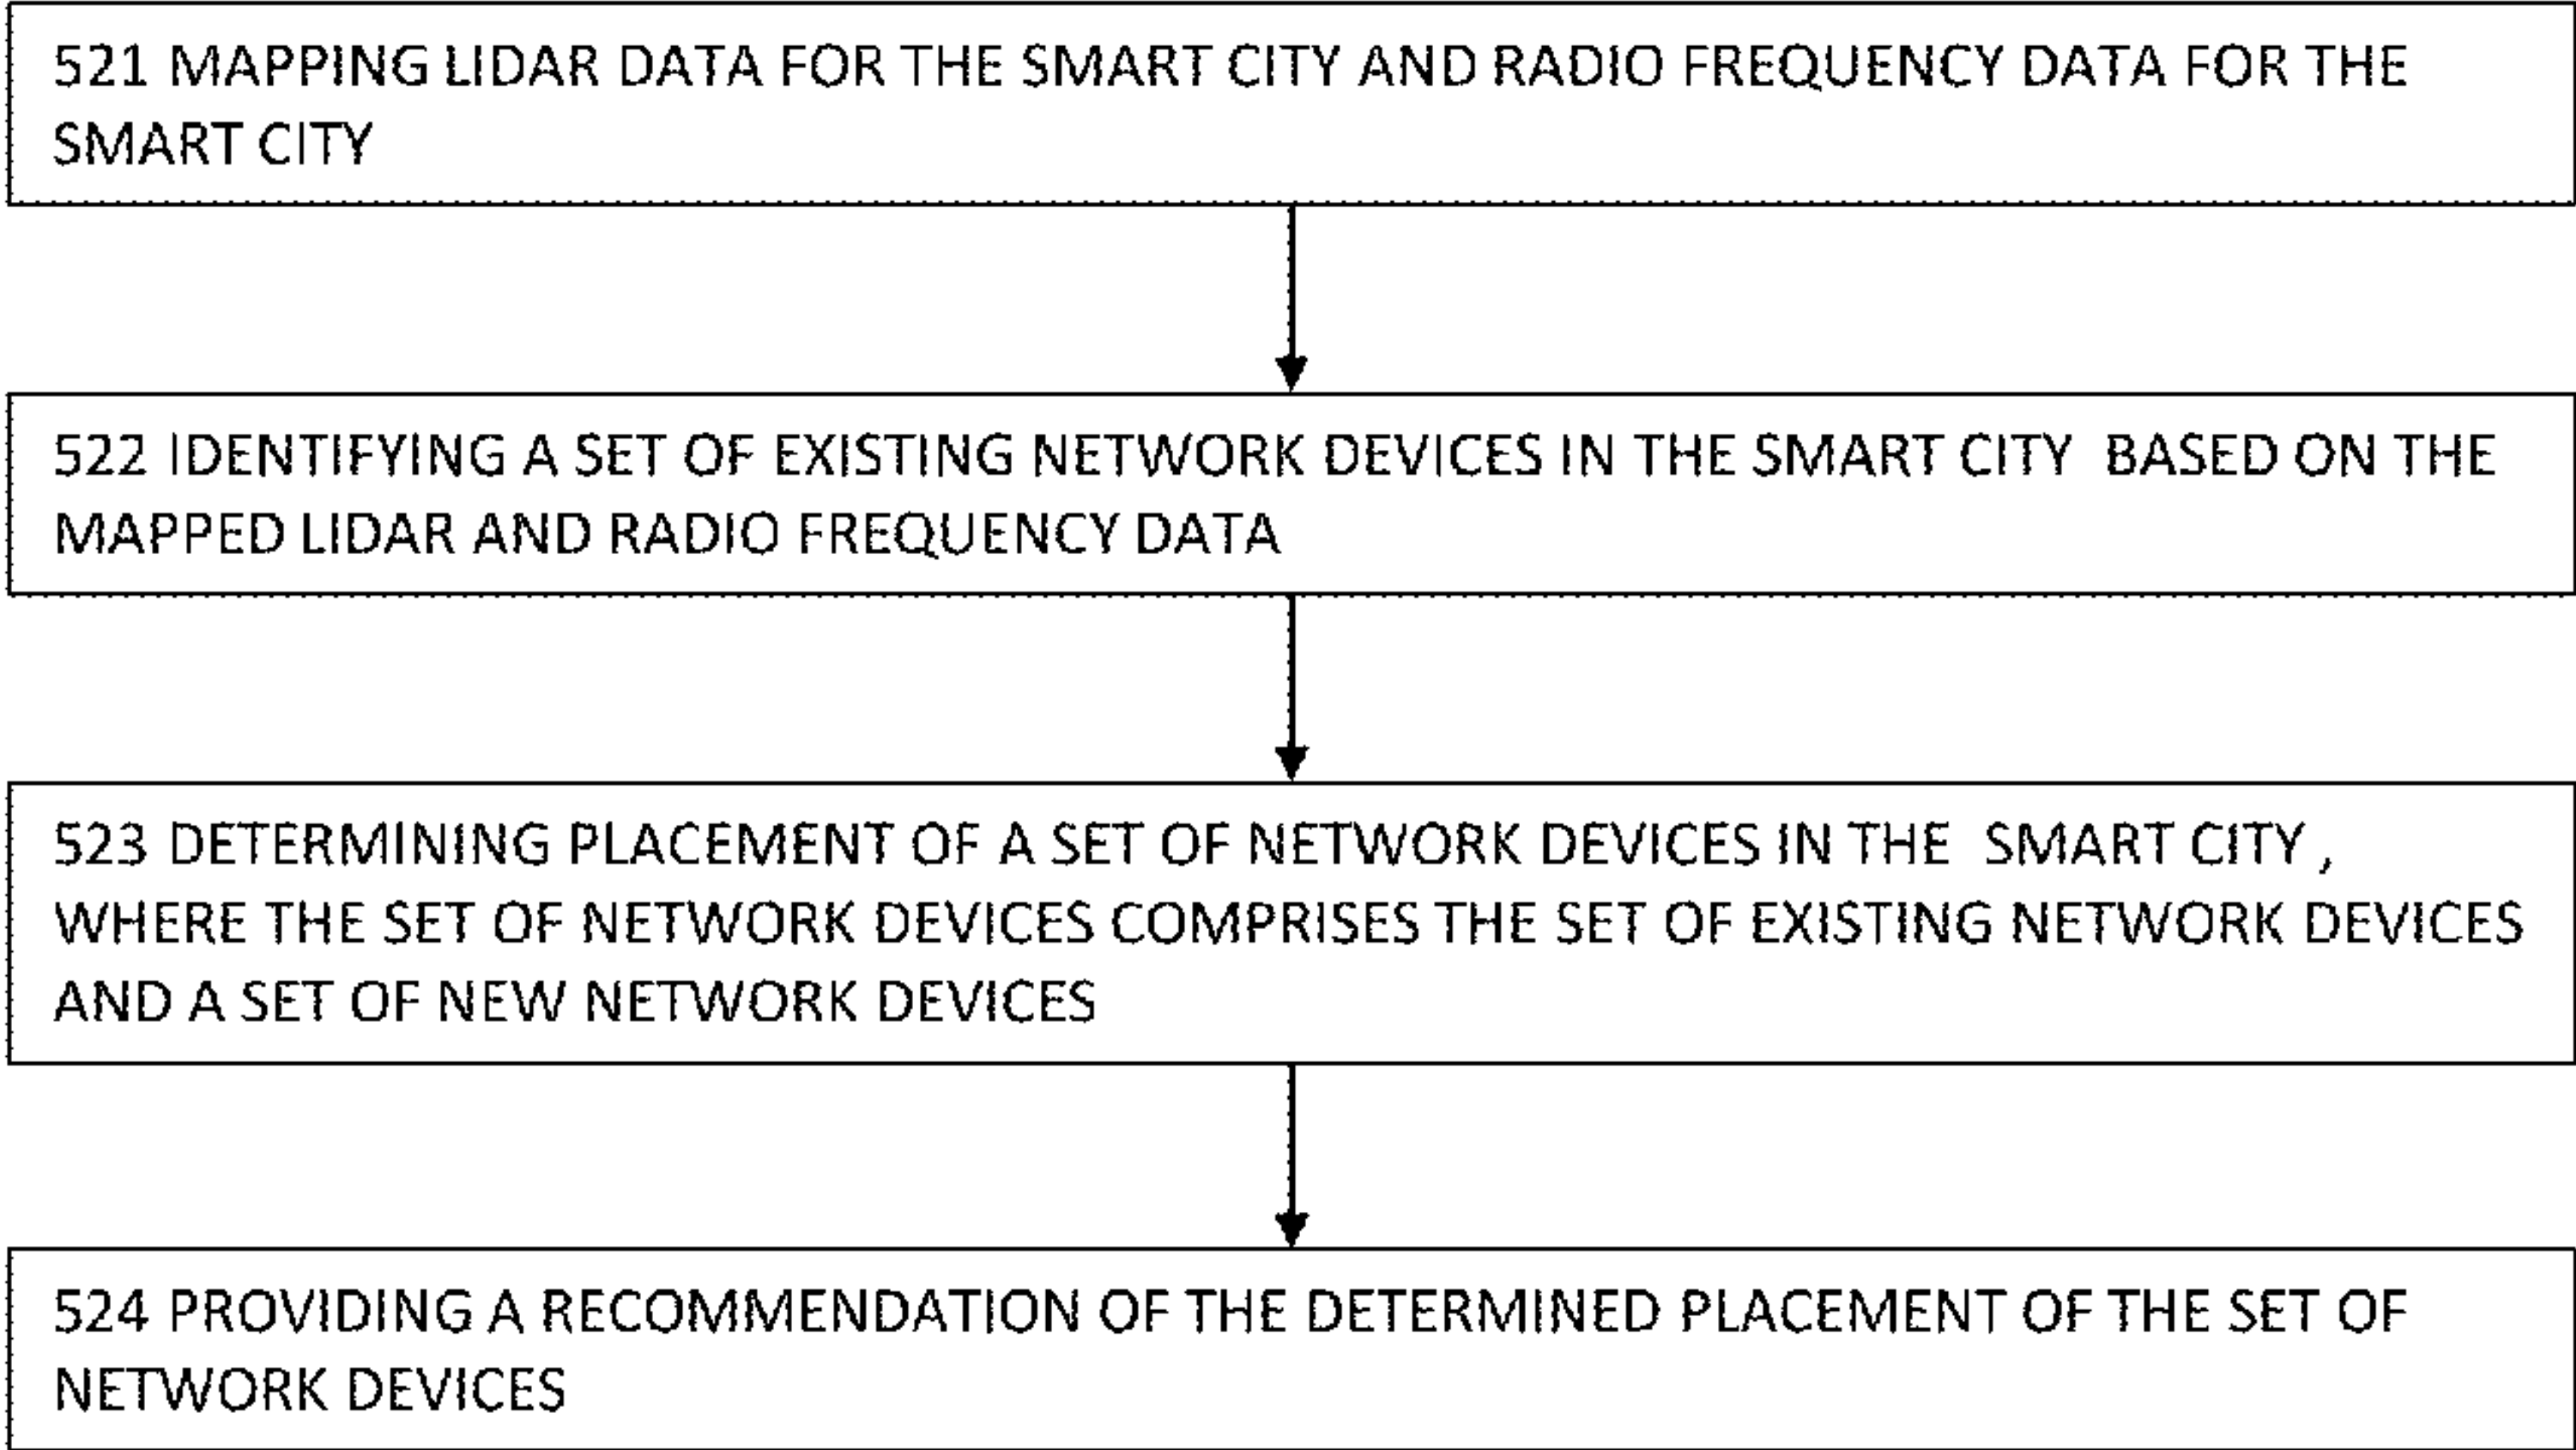 521 MAPPING LIDAR DATA FOR THE SMART CITY AND RADIO FREQUENCY DATA FOR THE
SMART CITY
522 IDENTIFYING A SET OF EXISTING NETWORK DEVICES IN THE SMART CITY BASED ON THE
MAPPED LIDAR AND RADIO FREQUENCY DATA
523 DETERMINING PLACEMENT OF A SET OF NETWORK DEVICES IN THE SMART CITY ,
WHERE THE SET OF NETWORK DEVICES COMPRISES THE SET OF EXISTING NETWORK DEVICES
AND A SET OF NEW NETWORK DEVICES
524 PROVIDING A RECOMMENDATION OF THE DETERMINED PLACEMENT OF THE SET OF
NETWORK DEVICES